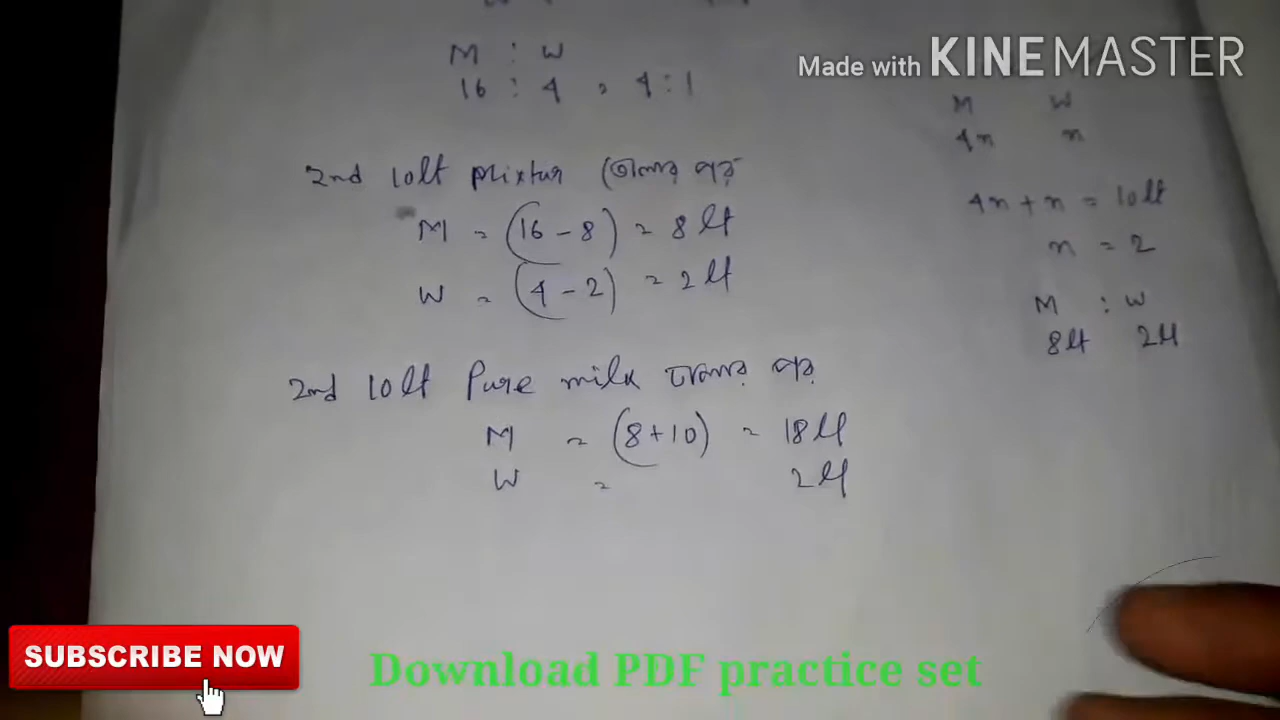 Made with KINEMASTER
M : W
16 : 4 , 4 : 1
2nd 10lt Mixtur (তোলার পর
M = (16 - 8) = 8 lt
W = (4 - 2) = 2 lt
2nd 10lt Pure milk ঢালার পর
M = (8+10) = 18 lt
W = 2 lt
M W
4n n
4n + n = 10lt
n = 2
M : W
8lt 2lt
SUBSCRIBE NOW
Download PDF practice set